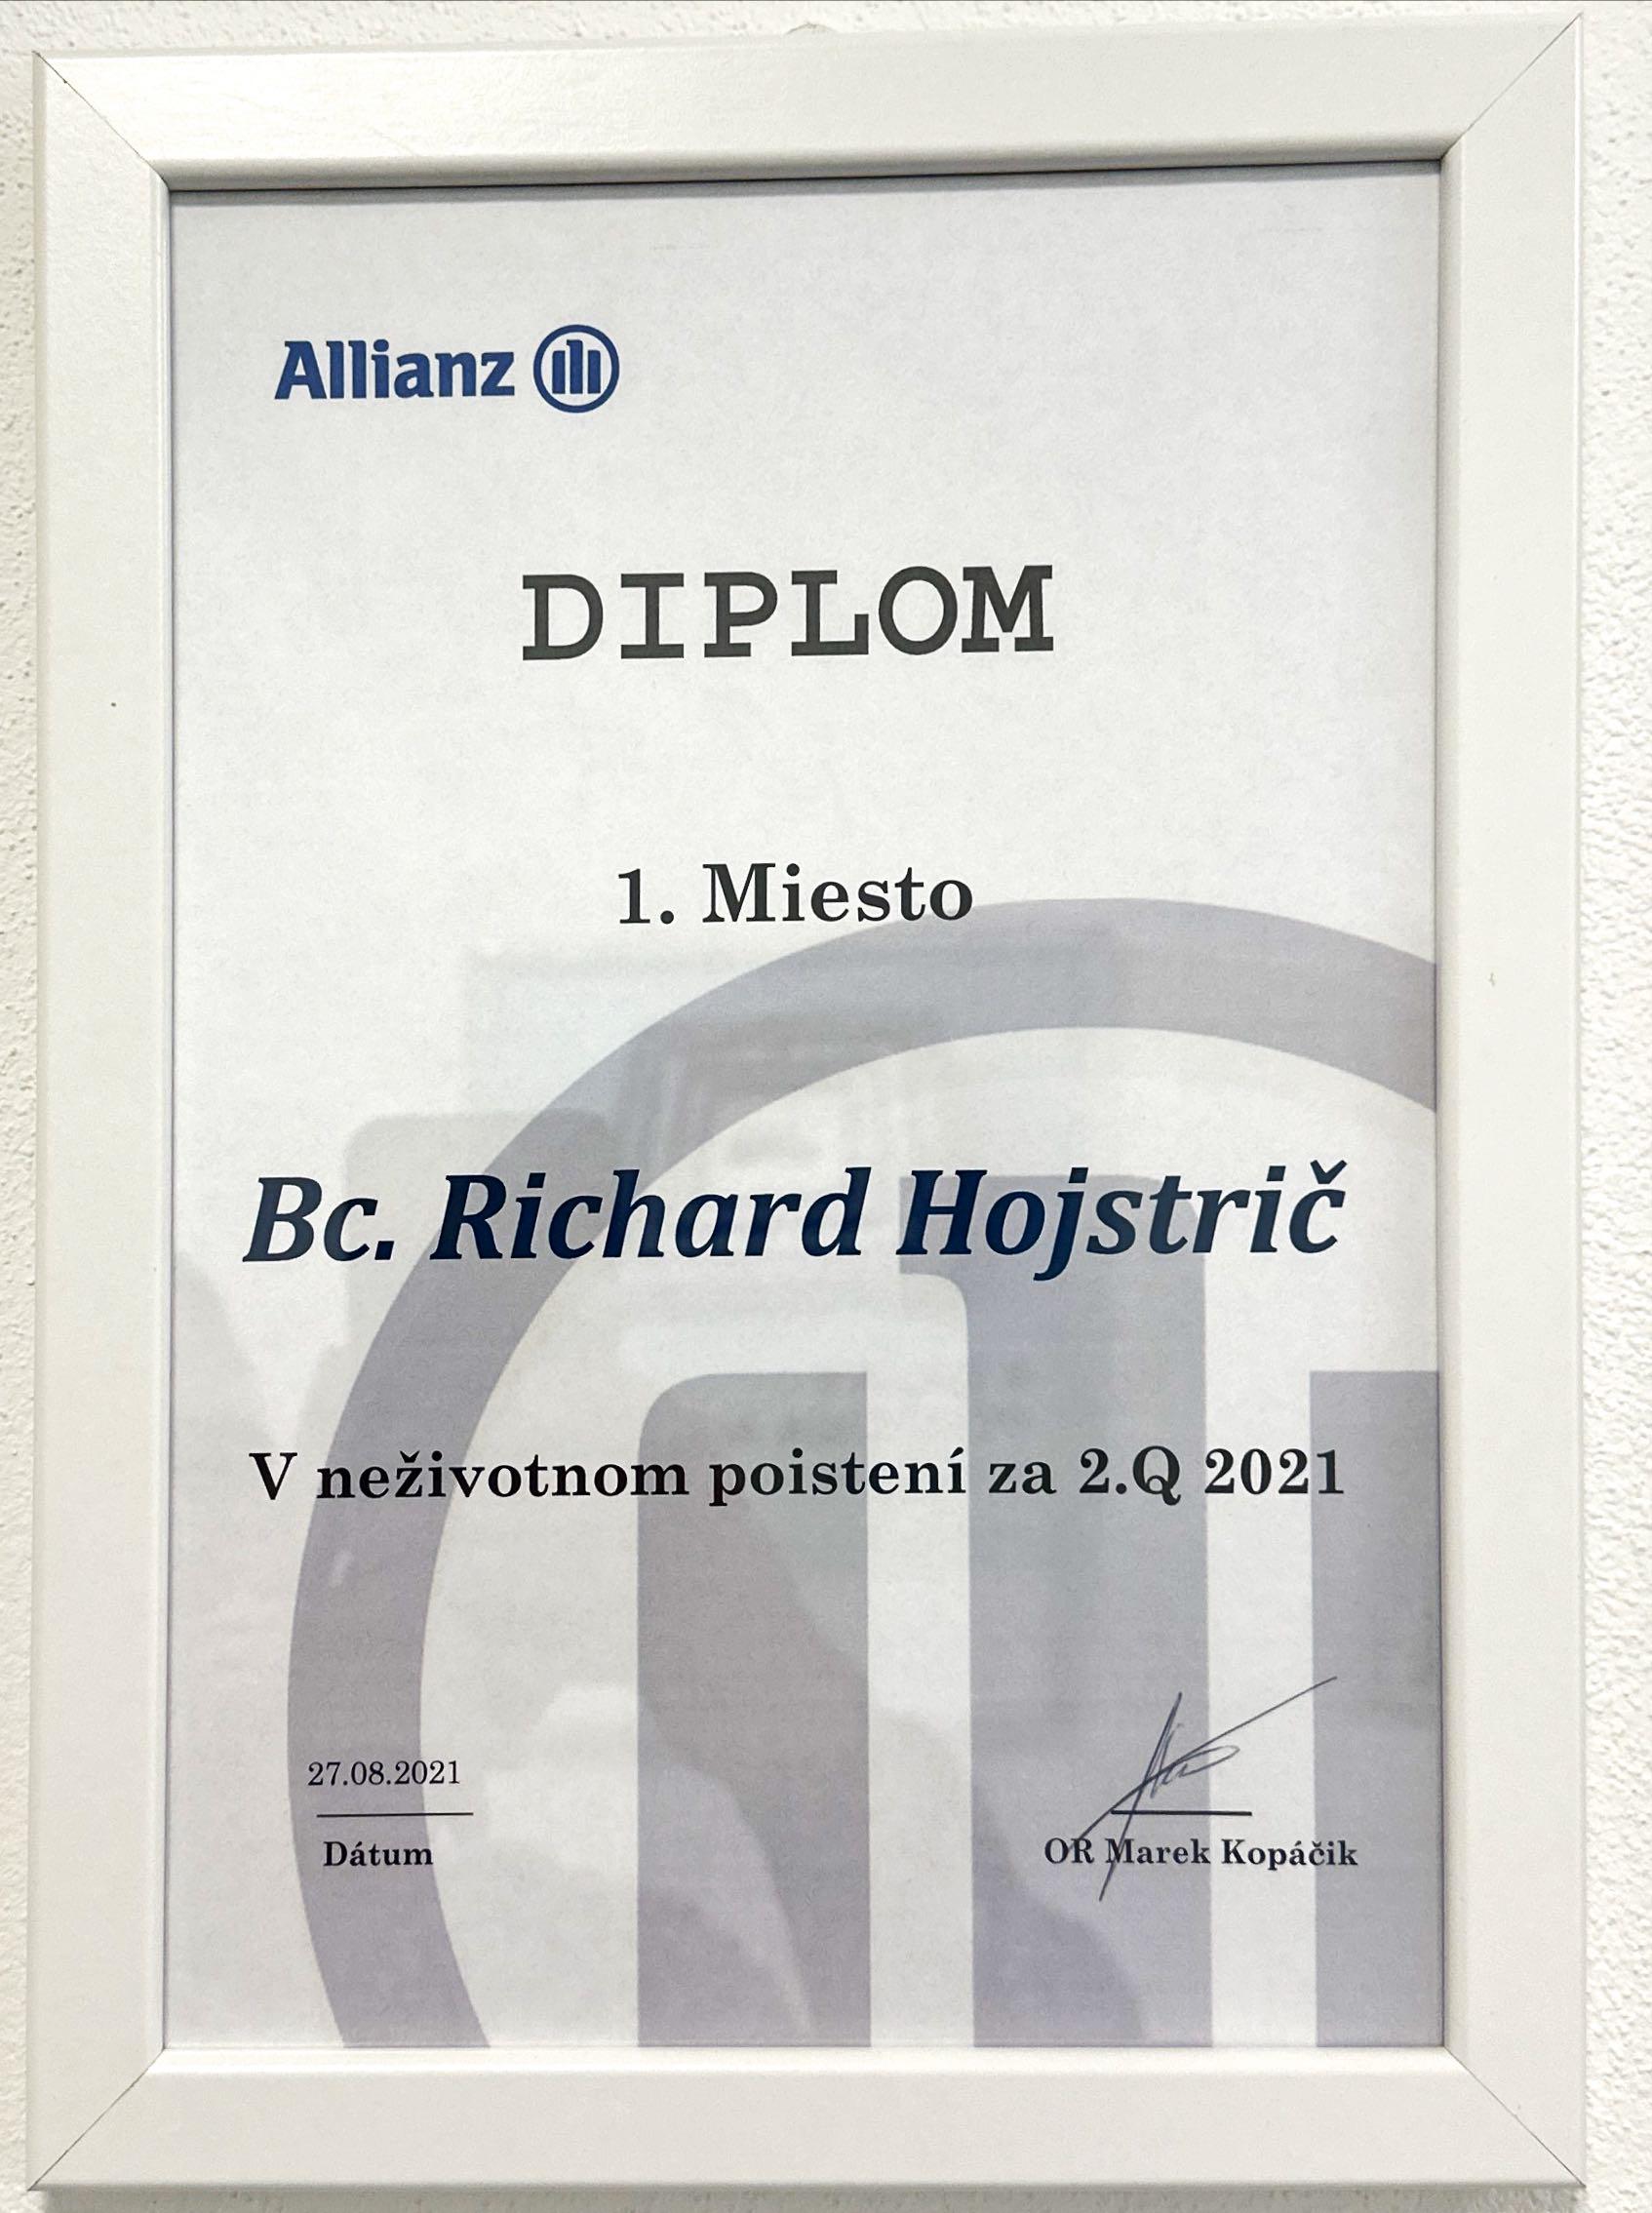 Allianz
DIPLOM
1. Miesto
Bc. Richard Hojstrič
V neživotnom poistení za 2.Q 2021
27.08.2021
Dátum
OR Marek Kopáčik